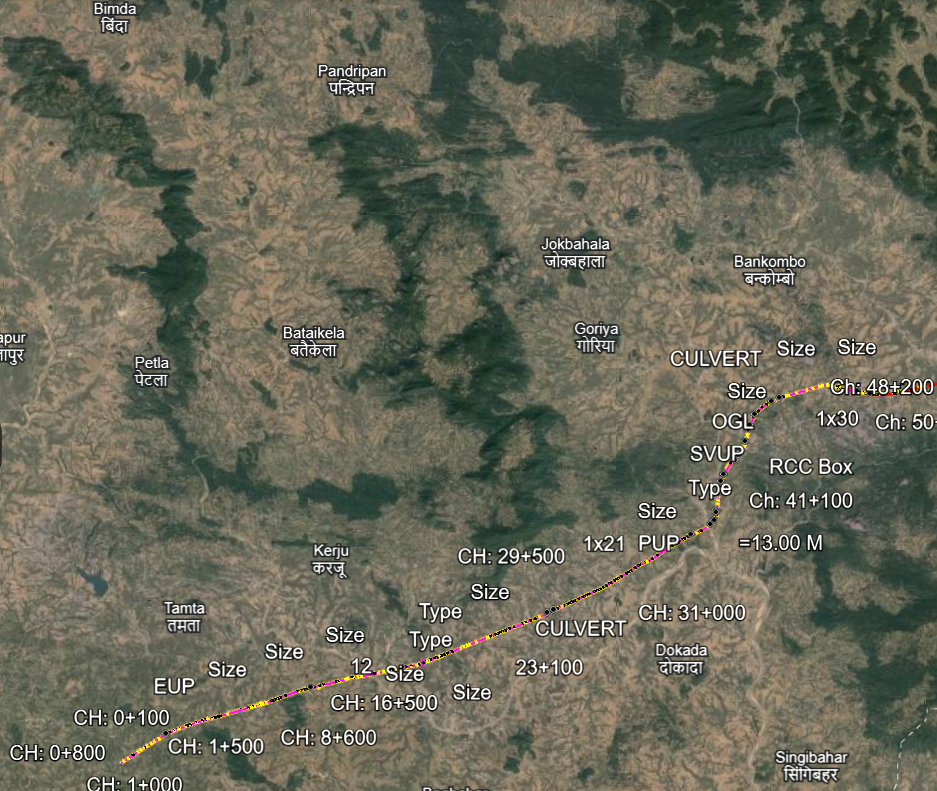 Bimda
बिंदा
Pandripan
पन्द्रिपन
Jokbahala
जोक्बहाला
Bankombo
बन्कोम्बो
Goriya
गोरिया
Bataikela
बतैकेला
Petla
पेटला
CULVERT
Size
Size
Size
Ch: 48+200
OGL
1x30
SVUP
RCC Box
Type
Ch: 41+100
Size
1x21
PUP
=13.00 M
Kerju
करजू
CH: 29+500
Size
Tamta
तमता
Type
CH: 31+000
Size
Type
CULVERT
Size
Dokada
दोकादा
12
Size
23+100
Size
EUP
Size
CH: 0+100
CH: 16+500
CH: 1+500
CH: 8+600
CH: 0+800
Singibahar
सिंगिबहर
CH: 1+000